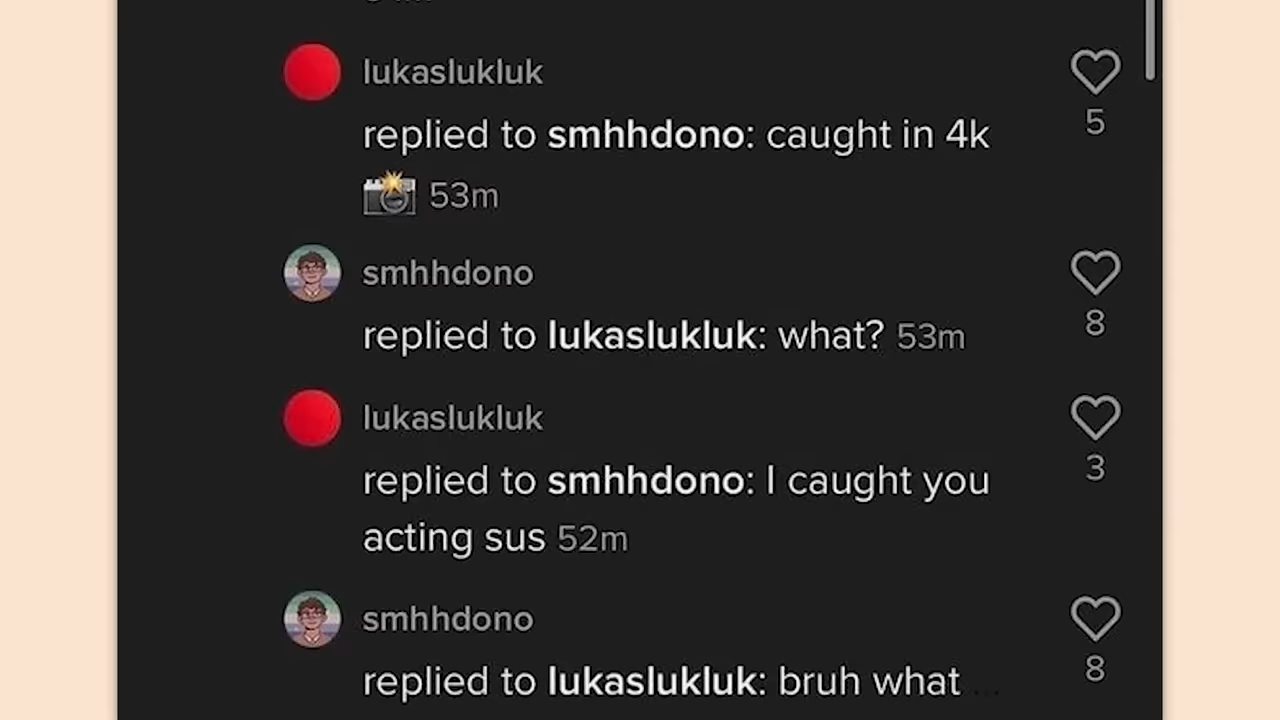 lukaslukluk
5
replied to smhhdono: caught in 4k
53m
smhhdono
8
replied to lukaslukluk: what? 53m
lukaslukluk
3
replied to smhhdono: I caught you
acting sus 52m
smhhdono
8
replied to lukaslukluk: bruh what